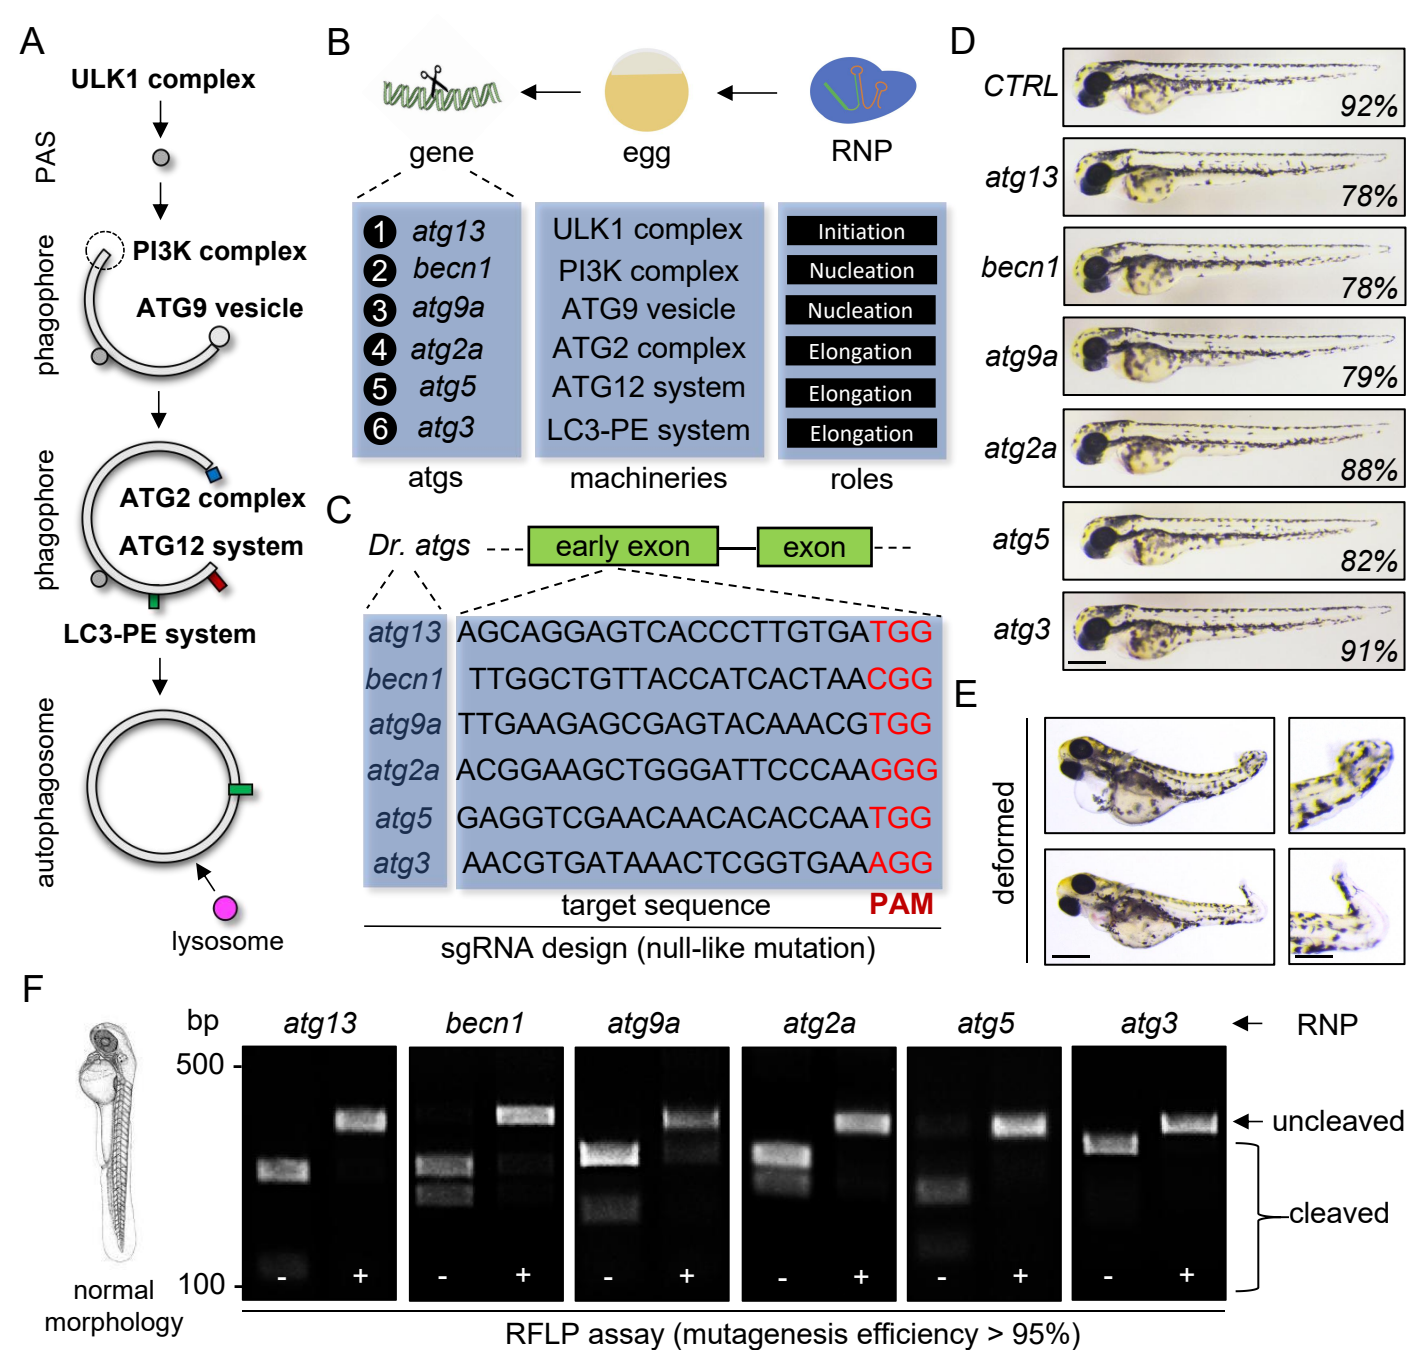 A
ULK1 complex
PAS
PI3K complex
ATG9 vesicle
phagophore
ATG2 complex
ATG12 system
phagophore
LC3-PE system
autophagosome
lysosome
B
gene
egg
RNP
1 atg13 ULK1 complex Initiation
2 becn1 PI3K complex Nucleation
3 atg9a ATG9 vesicle Nucleation
4 atg2a ATG2 complex Elongation
5 atg5 ATG12 system Elongation
6 atg3 LC3-PE system Elongation
atgs machineries roles
C
Dr. atgs early exon exon
atg13 AGCAGGAGTCACCCTTGTGATGG
becn1 TTGGCTGTTACCATCACTAACGG
atg9a TTGAAGAGCGAGTACAAACGTGG
atg2a ACGGAAGCTGGGATTCCCAAGGG
atg5 GAGGTCGAACAACACACCAATGG
atg3 AACGTGATAAACTCGGTGAAAGG
target sequence PAM
sgRNA design (null-like mutation)
D
CTRL 92%
atg13 78%
becn1 78%
atg9a 79%
atg2a 88%
atg5 82%
atg3 91%
E
deformed
F
bp atg13 becn1 atg9a atg2a atg5 atg3 RNP
500
uncleaved
cleaved
100
- + - + - + - + - + - +
normal
morphology
RFLP assay (mutagenesis efficiency > 95%)